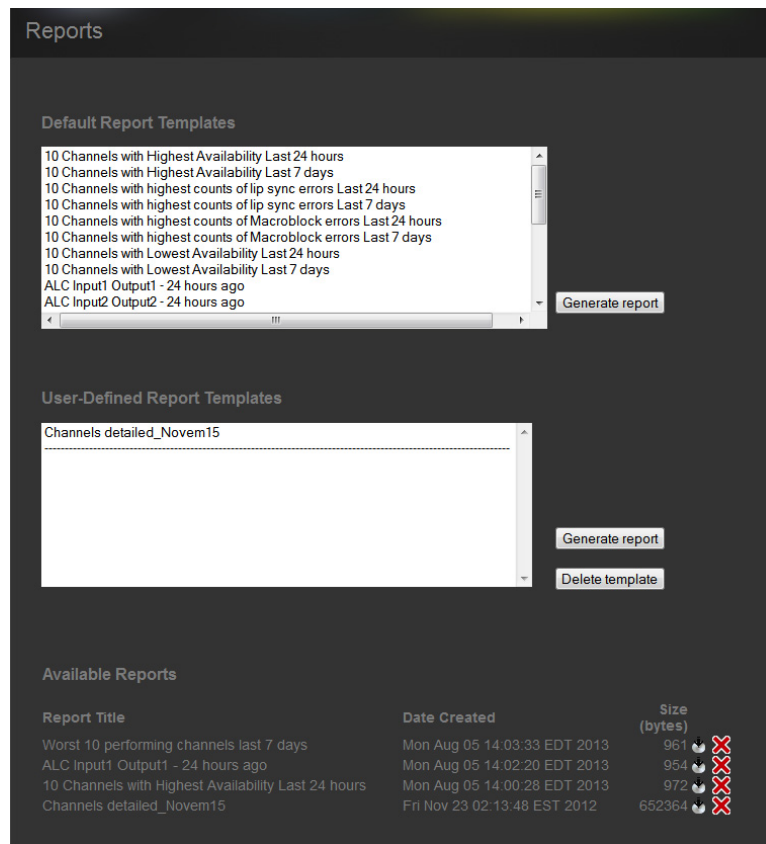 Reports
Default Report Templates
10 Channels with Highest Availability Last 24 hours
10 Channels with Highest Availability Last 7 days
10 Channels with highest counts of lip sync errors Last 24 hours
10 Channels with highest counts of lip sync errors Last 7 days
10 Channels with highest counts of Macroblock errors Last 24 hours
10 Channels with highest counts of Macroblock errors Last 7 days
10 Channels with Lowest Availability Last 24 hours
10 Channels with Lowest Availability Last 7 days
ALC Input1 Output1 - 24 hours ago
ALC Input2 Output2 - 24 hours ago
Generate report
User-Defined Report Templates
Channels detailed_Novem15
--------------------------------------------------------------------------------------------------------------------
Generate report
Delete template
Available Reports
Report Title Date Created Size (bytes)
Worst 10 performing channels last 7 days Mon Aug 05 14:03:33 EDT 2013 961
ALC Input1 Output1 - 24 hours ago Mon Aug 05 14:02:20 EDT 2013 954
10 Channels with Highest Availability Last 24 hours Mon Aug 05 14:00:28 EDT 2013 972
Channels detailed_Novem15 Fri Nov 23 02:13:48 EST 2012 652364